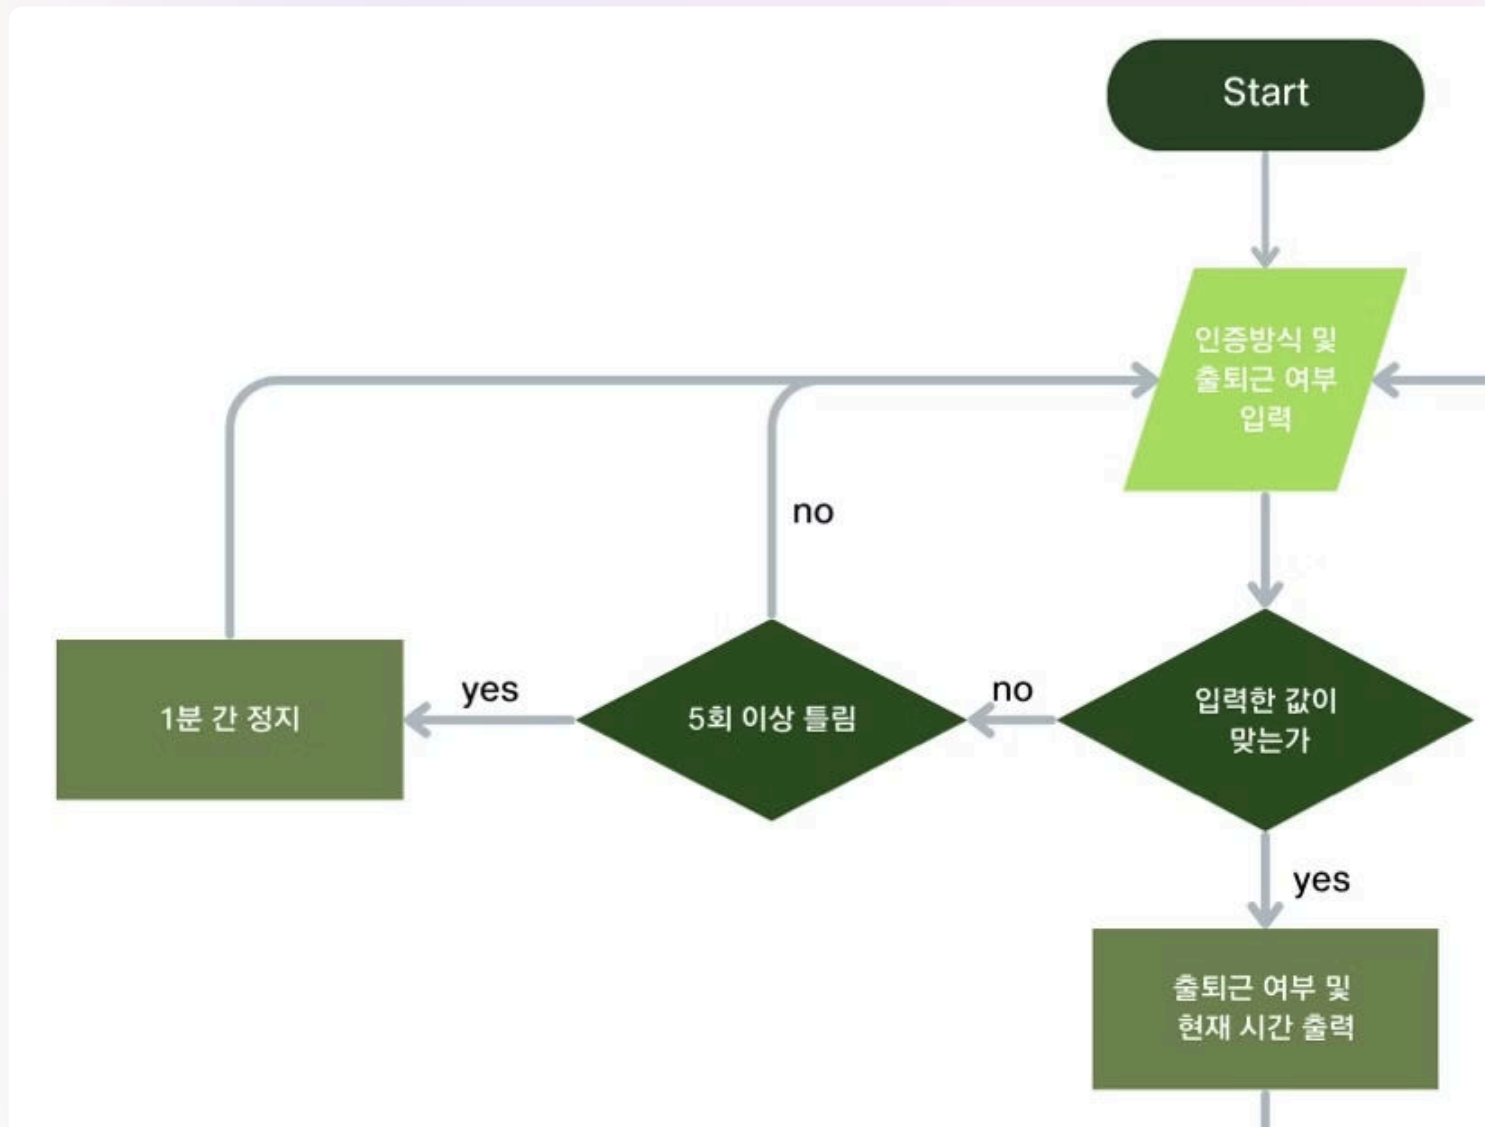 Start
인증방식 및
출퇴근 여부
입력
no
yes
5회 이상 틀림
no
입력한 값이
맞는가
1분 간 정지
yes
출퇴근 여부 및
현재 시간 출력